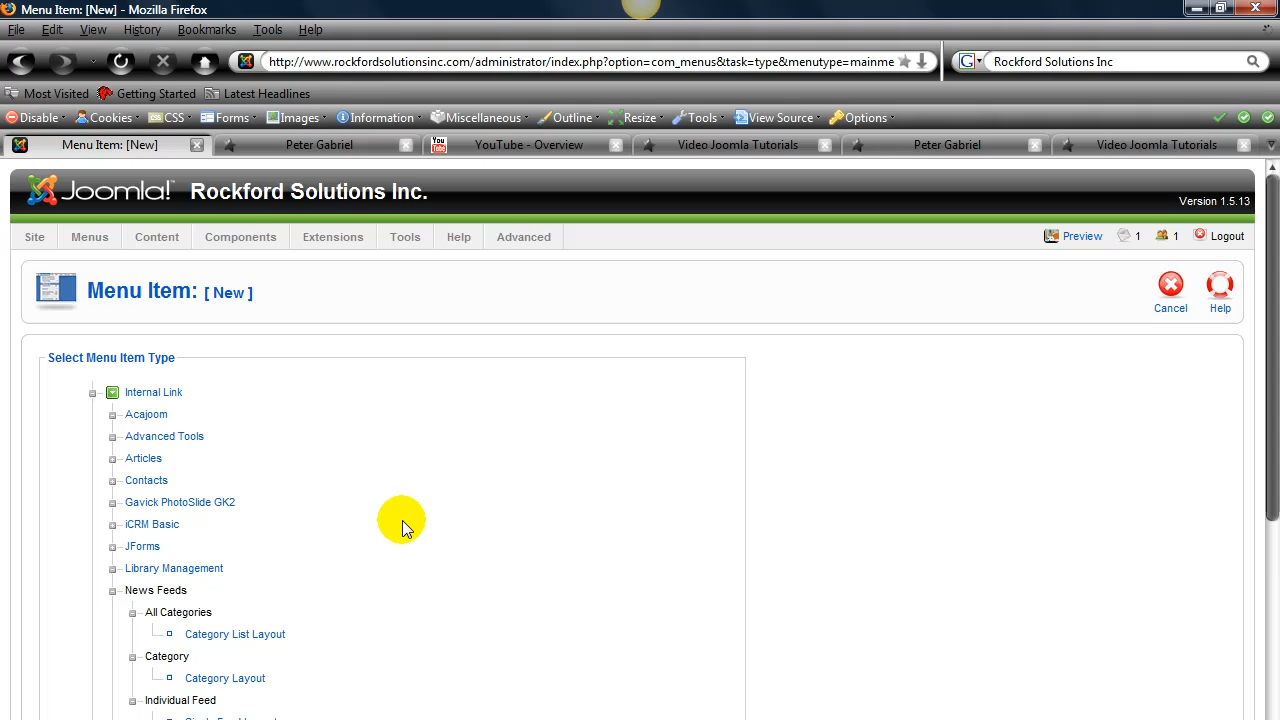 Menu Item: [New] - Mozilla Firefox
File Edit View History Bookmarks Tools Help
http://www.rockfordsolutionsinc.com/administrator/index.php?option=com_menus&task=type&menutype=mainme
G Rockford Solutions Inc
Most Visited Getting Started Latest Headlines
Disable Cookies CSS Forms Images Information Miscellaneous Outline Resize Tools View Source Options
Menu Item: [New] Peter Gabriel You Tube YouTube - Overview Video Joomla Tutorials Peter Gabriel Video Joomla Tutorials
Joomla! Rockford Solutions Inc.
Version 1.5.13
Site Menus Content Components Extensions Tools Help Advanced Preview 1 1 Logout
Menu Item: [ New ]
Cancel Help
Select Menu Item Type
Internal Link
Acajoom
Advanced Tools
Articles
Contacts
Gavick PhotoSlide GK2
iCRM Basic
JForms
Library Management
News Feeds
All Categories
Category List Layout
Category
Category Layout
Individual Feed